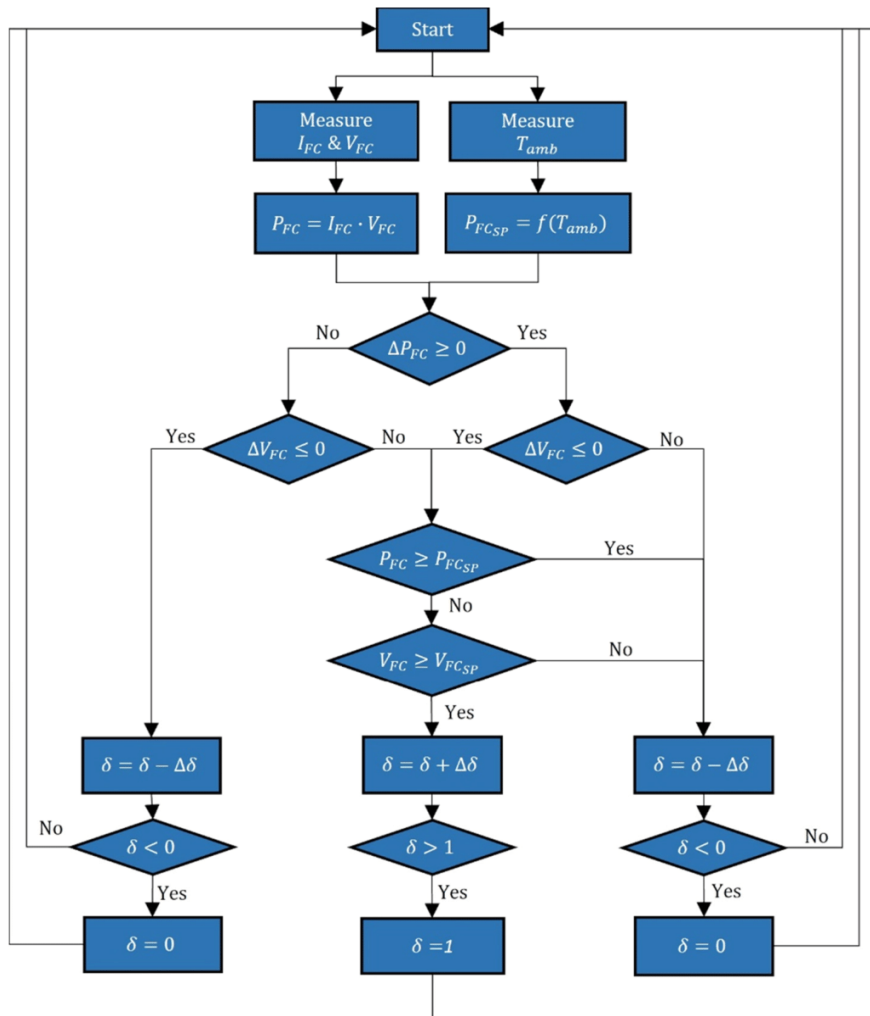 Start
Measure
I_FC & V_FC
Measure
T_amb
P_FC = I_FC · V_FC
P_FC_SP = f(T_amb)
No
Yes
ΔP_FC ≥ 0
Yes
ΔV_FC ≤ 0
No
Yes
ΔV_FC ≤ 0
No
P_FC ≥ P_FC_SP
Yes
No
V_FC ≥ V_FC_SP
No
Yes
δ = δ − Δδ
δ = δ + Δδ
δ = δ − Δδ
No
δ < 0
δ > 1
δ < 0
No
Yes
Yes
Yes
δ = 0
δ =1
δ = 0